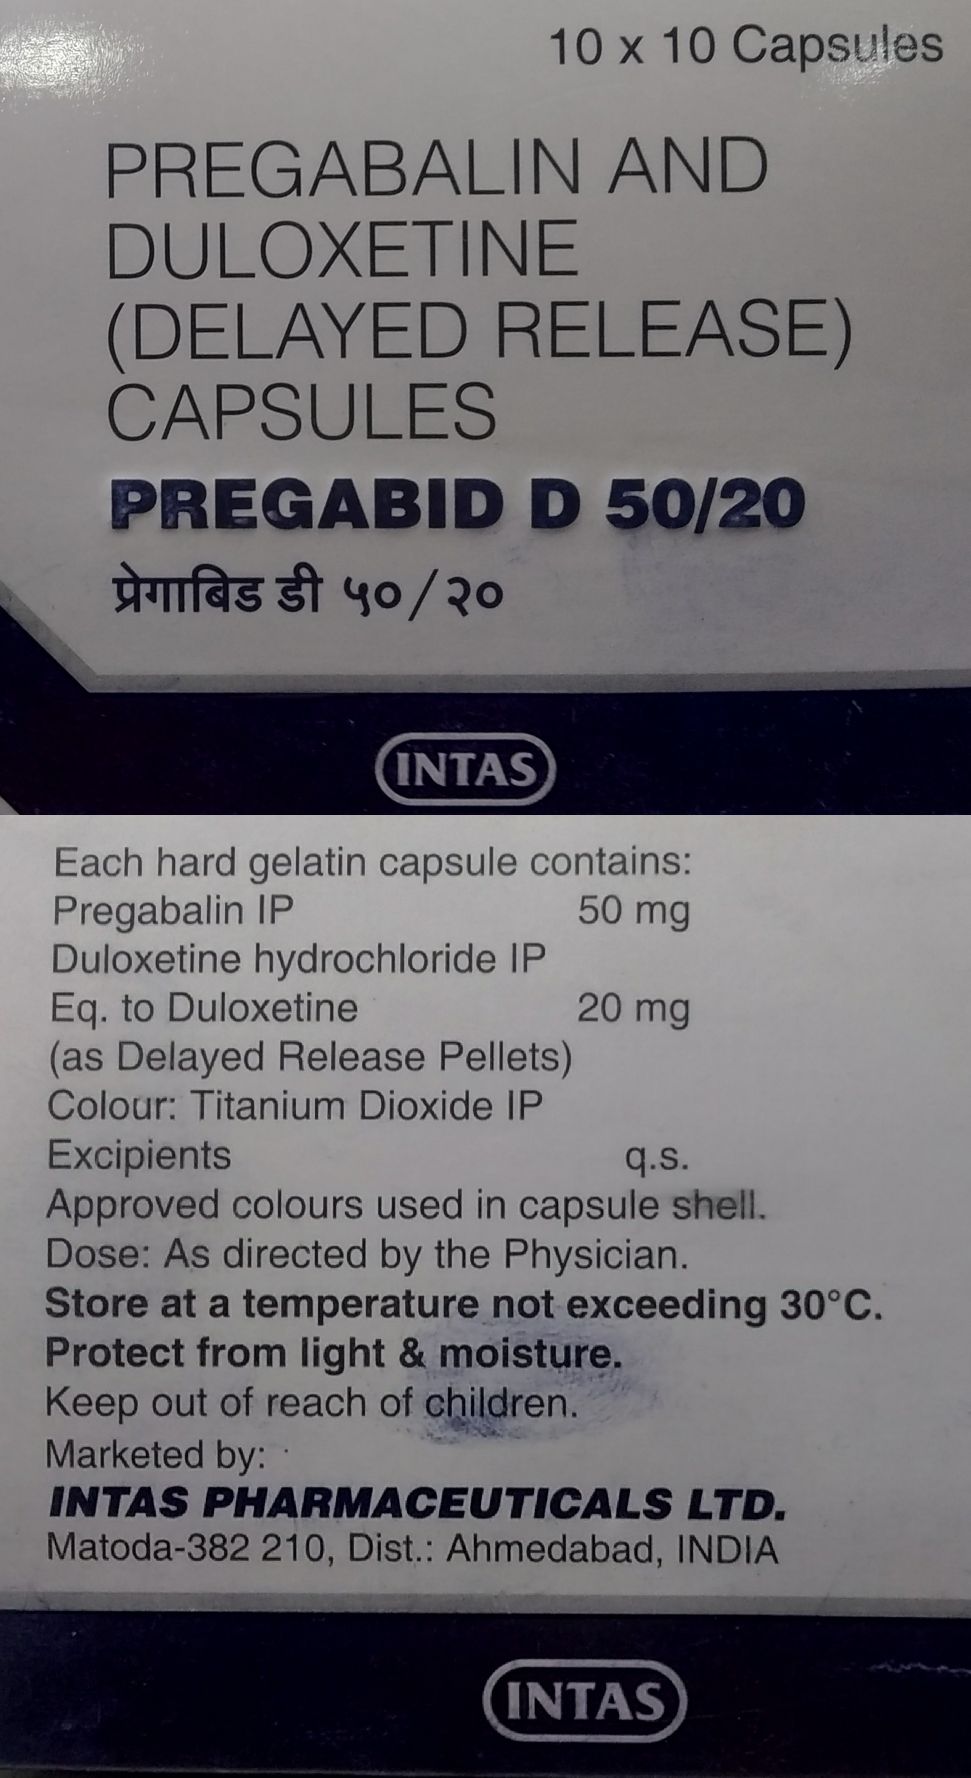 10 x 10 Capsules
PREGABALIN AND
DULOXETINE
(DELAYED RELEASE)
CAPSULES
PREGABID D 50/20
प्रेगाबिड डी ५०/२०
INTAS
Each hard gelatin capsule contains:
Pregabalin IP 50 mg
Duloxetine hydrochloride IP
Eq. to Duloxetine 20 mg
(as Delayed Release Pellets)
Colour: Titanium Dioxide IP
Excipients q.s.
Approved colours used in capsule shell.
Dose: As directed by the Physician.
Store at a temperature not exceeding 30°C.
Protect from light & moisture.
Keep out of reach of children.
Marketed by:
INTAS PHARMACEUTICALS LTD.
Matoda-382 210, Dist.: Ahmedabad, INDIA
INTAS